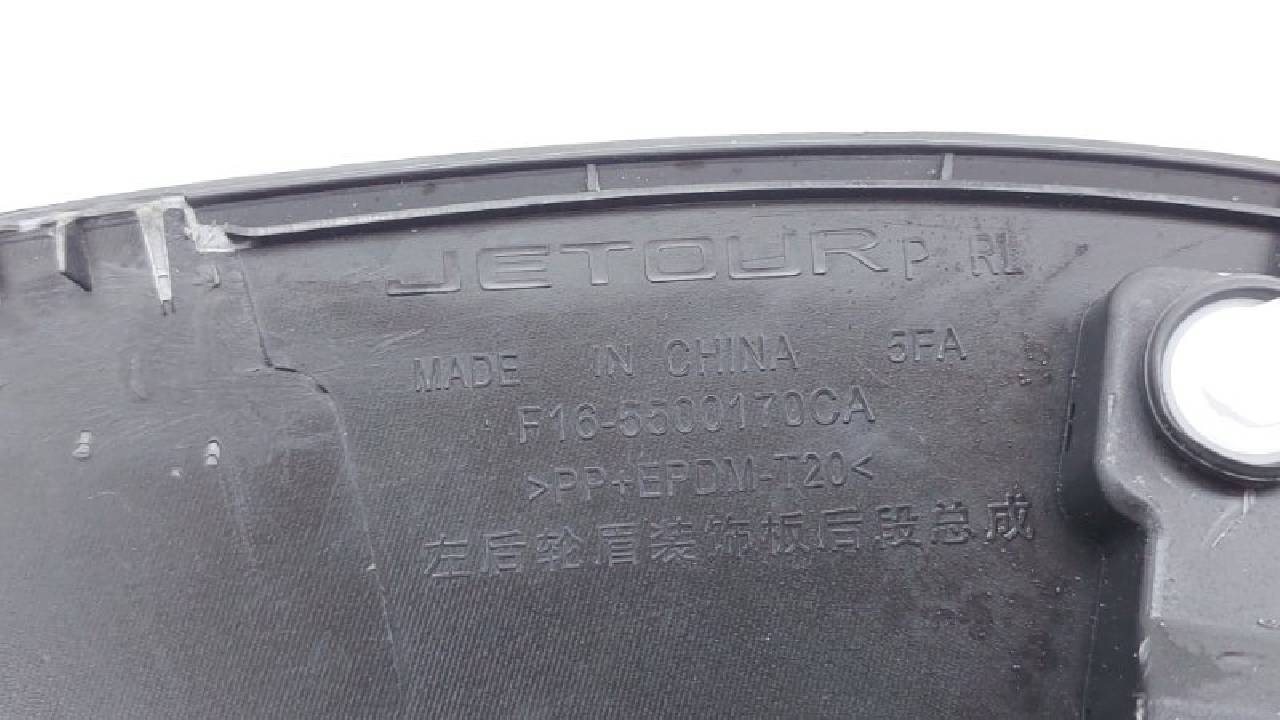 JETOUR P RL
MADE IN CHINA 5FA
F16-5500170CA
>PP+EPDM-T20<
左后轮盾装饰板后段总成